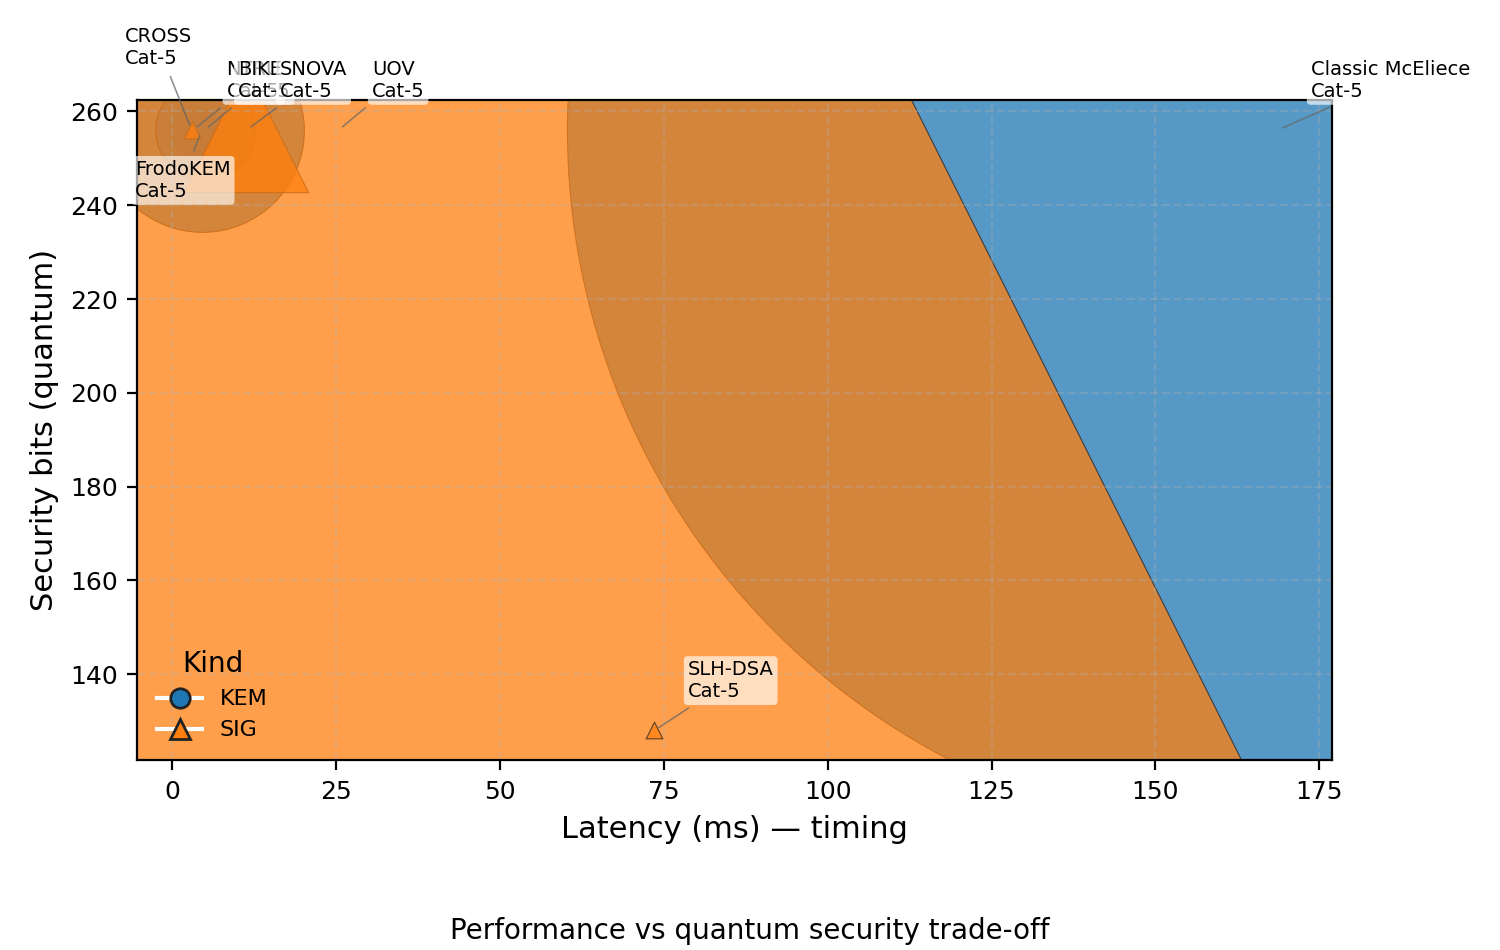 CROSS
Cat-5
BIKE
Cat-5
SNOVA
Cat-5
UOV
Cat-5
Classic McEliece
Cat-5
FrodoKEM
Cat-5
SLH-DSA
Cat-5
260
240
220
200
180
160
140
Security bits (quantum)
Kind
KEM
SIG
0
25
50
75
100
125
150
175
Latency (ms) — timing
Performance vs quantum security trade-off